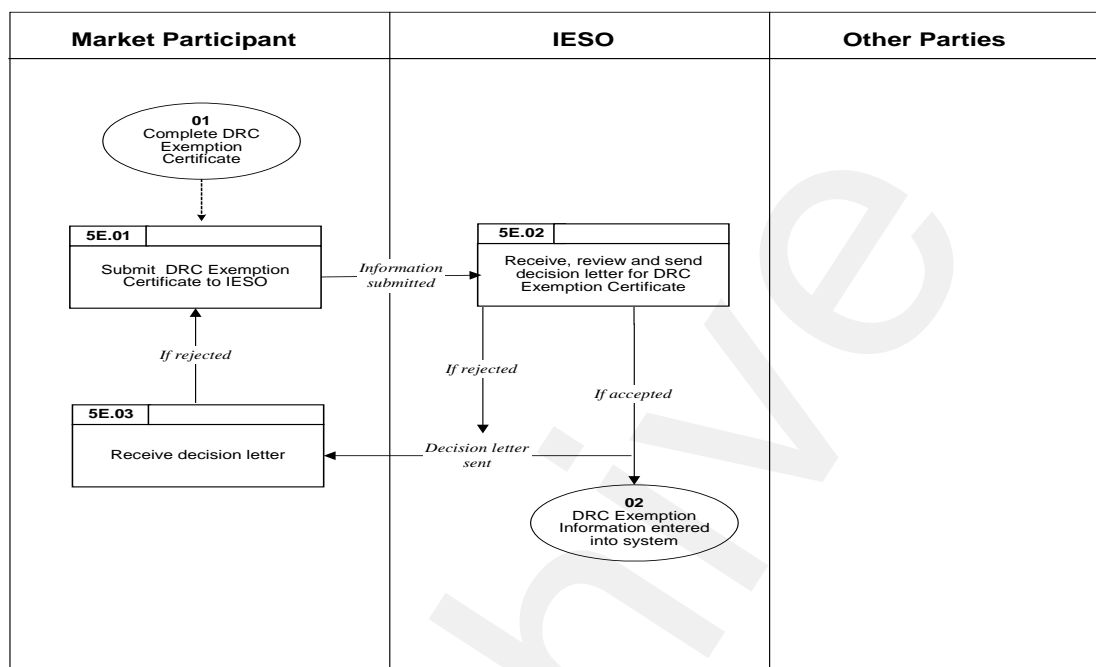 Market Participant
IESO
Other Parties
01
Complete DRC
Exemption
Certificate
5E.01
Submit DRC Exemption
Certificate to IESO
Information
submitted
5E.02
Receive, review and send
decision letter for DRC
Exemption Certificate
If rejected
If rejected
If accepted
5E.03
Receive decision letter
Decision letter
sent
02
DRC Exemption
Information entered
into system
hive